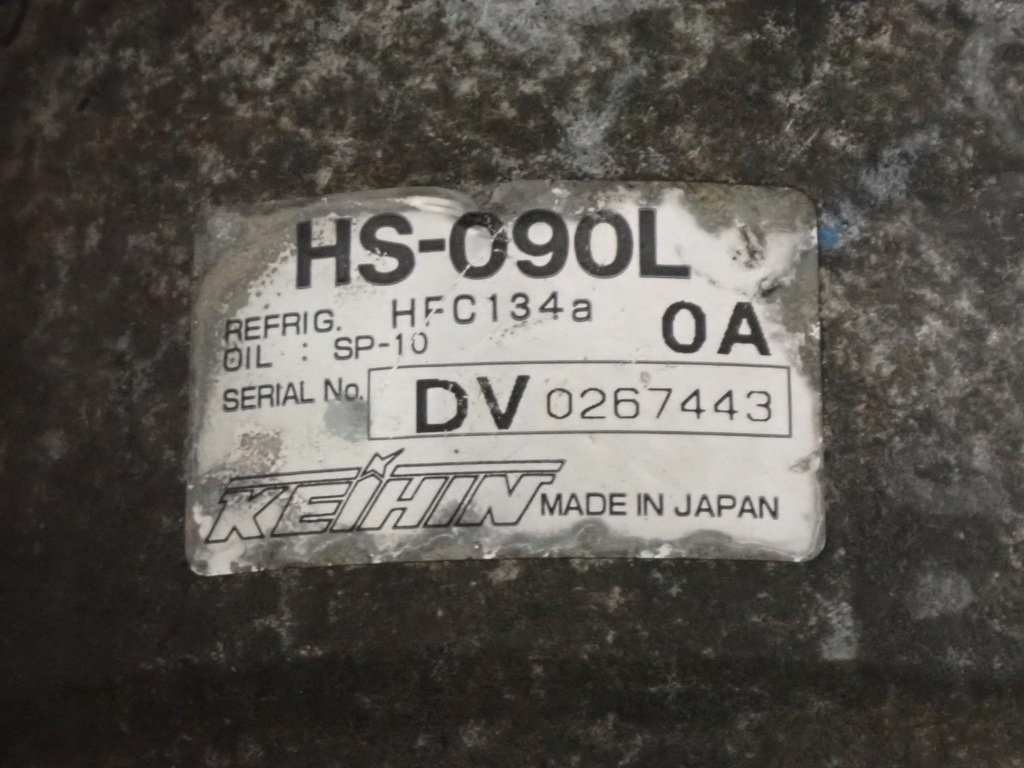 HS-090L
REFRIG. HFC134a
0A
OIL : SP-10
SERIAL No. DV 0267443
KEIHIN MADE IN JAPAN